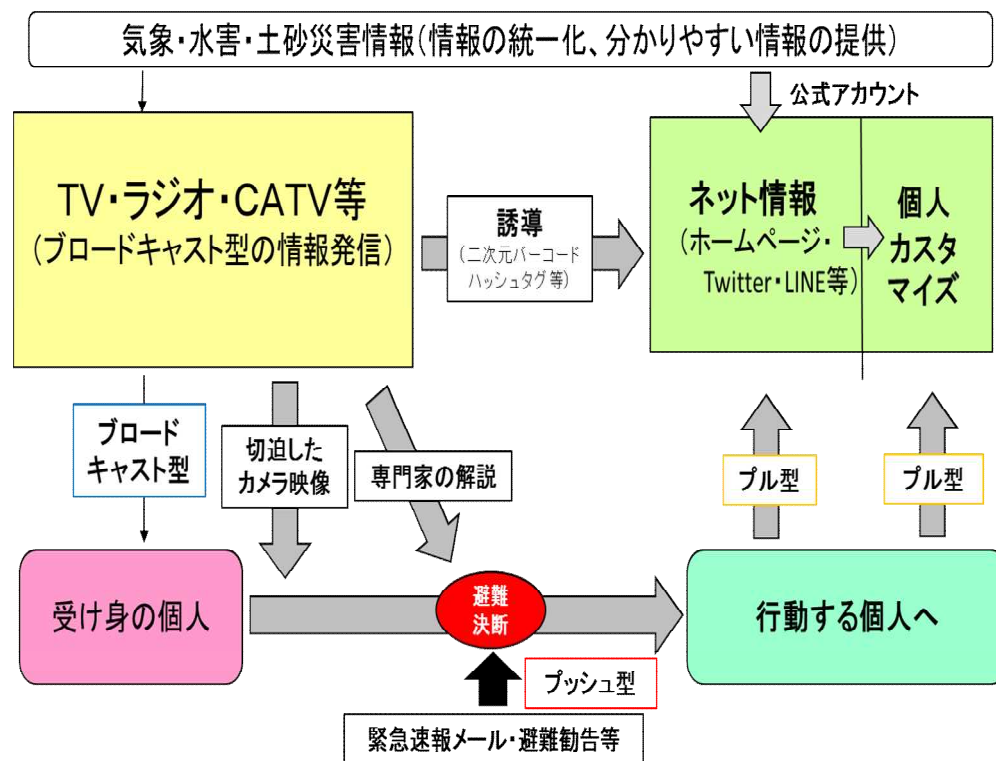 気象・水害・土砂災害情報(情報の統一化、分かりやすい情報の提供)
公式アカウント
TV・ラジオ・CATV等
(ブロードキャスト型の情報発信)
誘導
(二次元バーコード
ハッシュタグ等)
ネット情報
(ホームページ・
Twitter・LINE等)
個人
カスタ
マイズ
ブロード
キャスト型
切迫した
カメラ映像
専門家の解説
プル型
プル型
受け身の個人
避難
決断
行動する個人へ
プッシュ型
緊急速報メール・避難勧告等